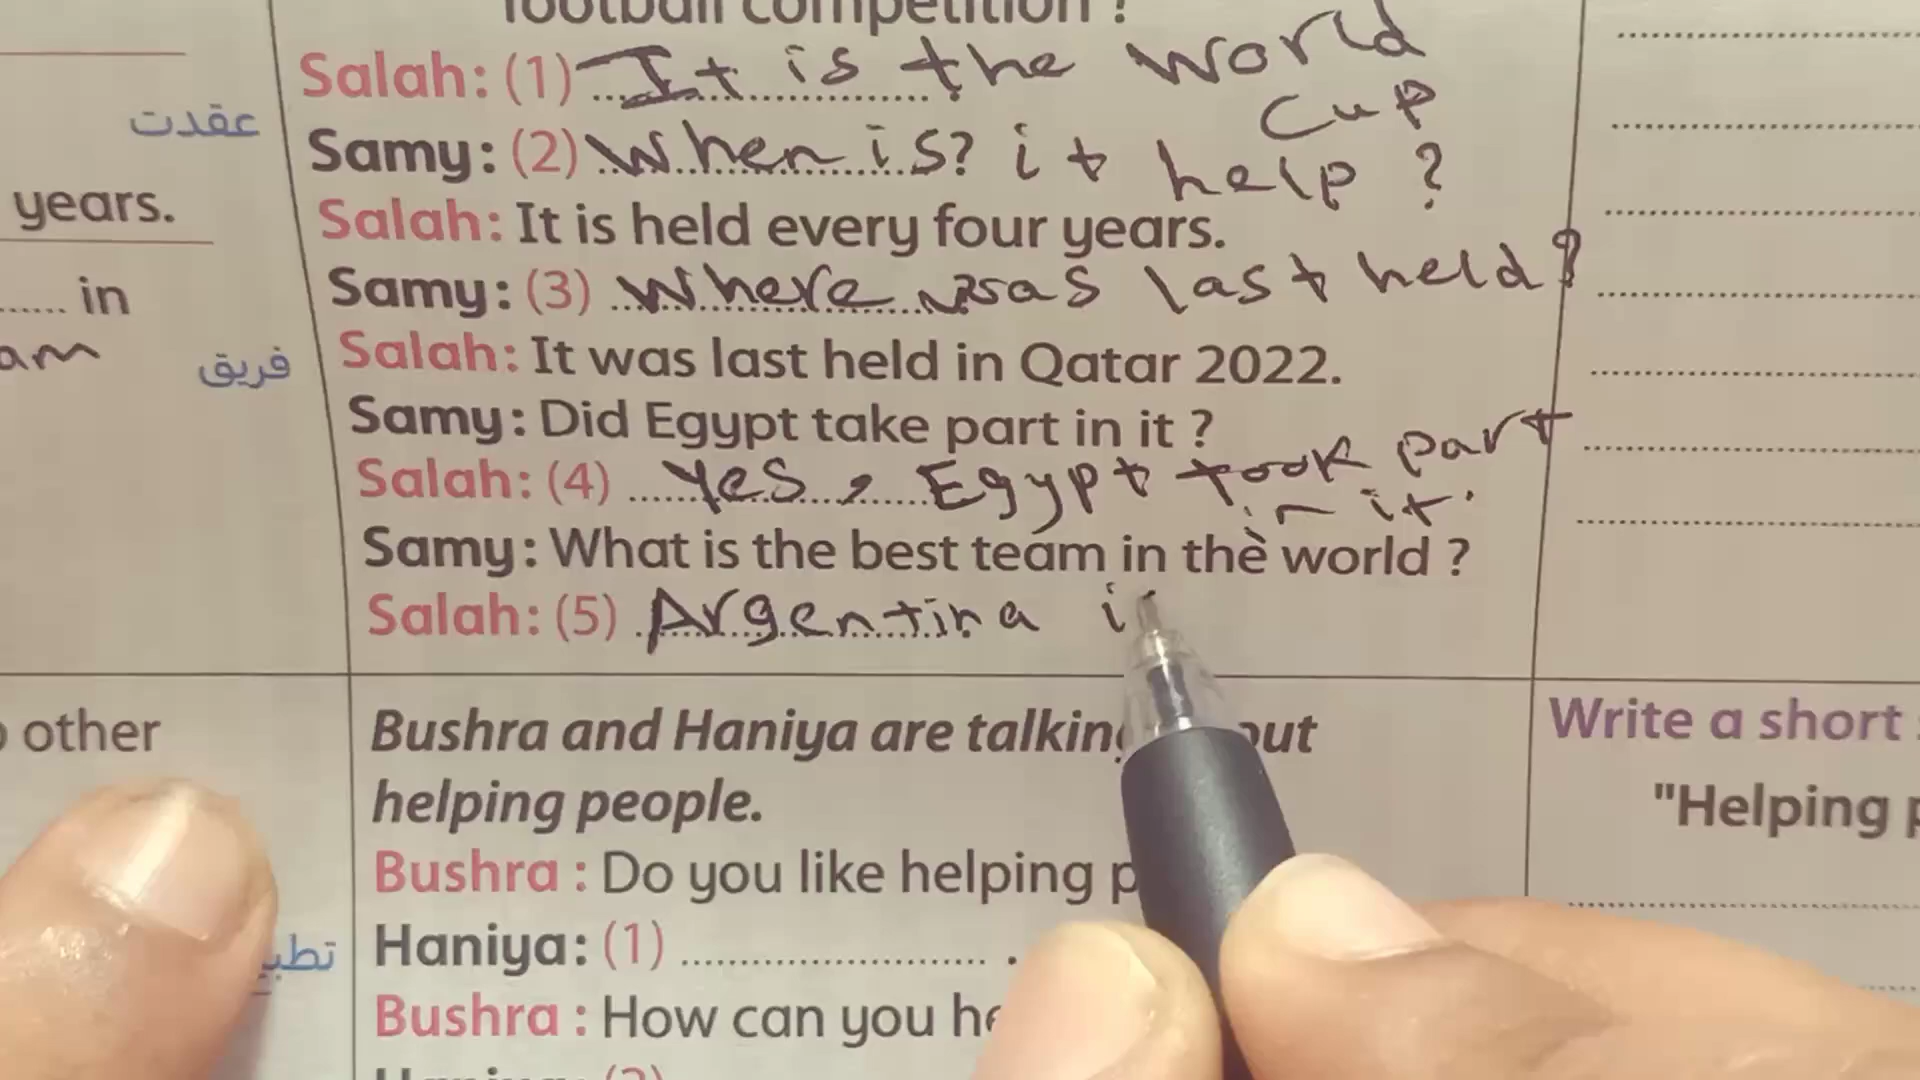 football competition ?
Salah: (1) It is the world
cup
عقدت
Samy: (2) When is? it help ?
years.
Salah: It is held every four years.
Samy: (3) Where was last held?
...... in
am
فريق
Salah: It was last held in Qatar 2022.
Samy: Did Egypt take part in it ?
Salah: (4) Yes, Egypt took part
in it.
Samy: What is the best team in the world ?
Salah: (5) Argentina i
other
Bushra and Haniya are talking
helping people.
Bushra : Do you like helping p
Haniya: (1) ........................ .
Bushra : How can you he
Write a short
"Helping p